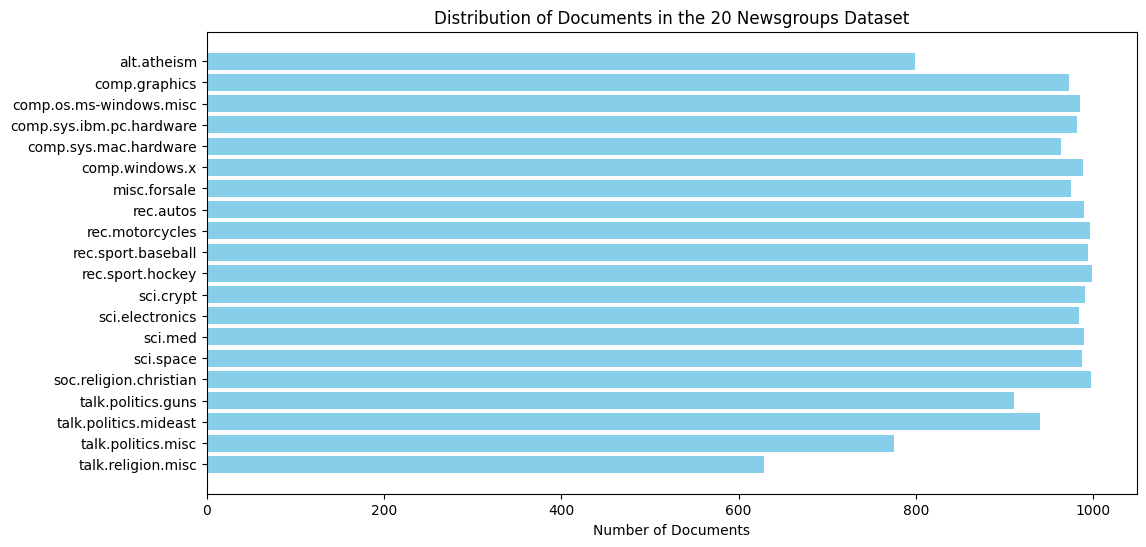 Distribution of Documents in the 20 Newsgroups Dataset
alt.atheism
comp.graphics
comp.os.ms-windows.misc
comp.sys.ibm.pc.hardware
comp.sys.mac.hardware
comp.windows.x
misc.forsale
rec.autos
rec.motorcycles
rec.sport.baseball
rec.sport.hockey
sci.crypt
sci.electronics
sci.med
sci.space
soc.religion.christian
talk.politics.guns
talk.politics.mideast
talk.politics.misc
talk.religion.misc
0 200 400 600 800 1000
Number of Documents